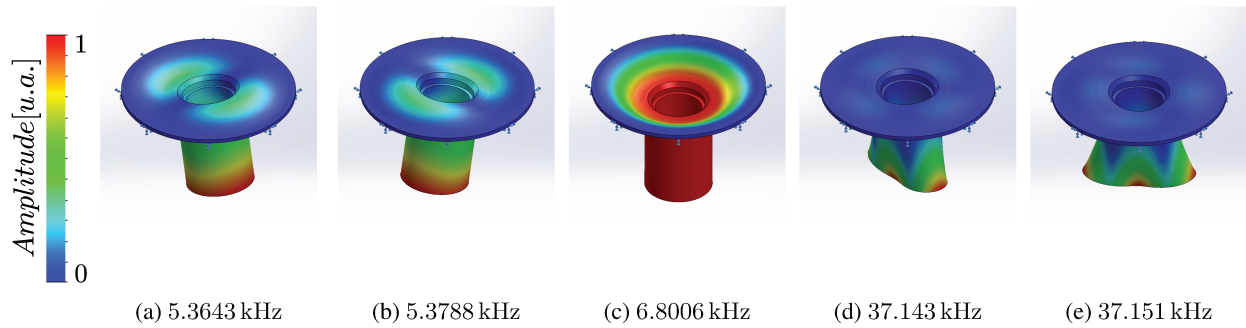 Amplitude[u.a.]
1
0
(a) 5.3643 kHz
(b) 5.3788 kHz
(c) 6.8006 kHz
(d) 37.143 kHz
(e) 37.151 kHz